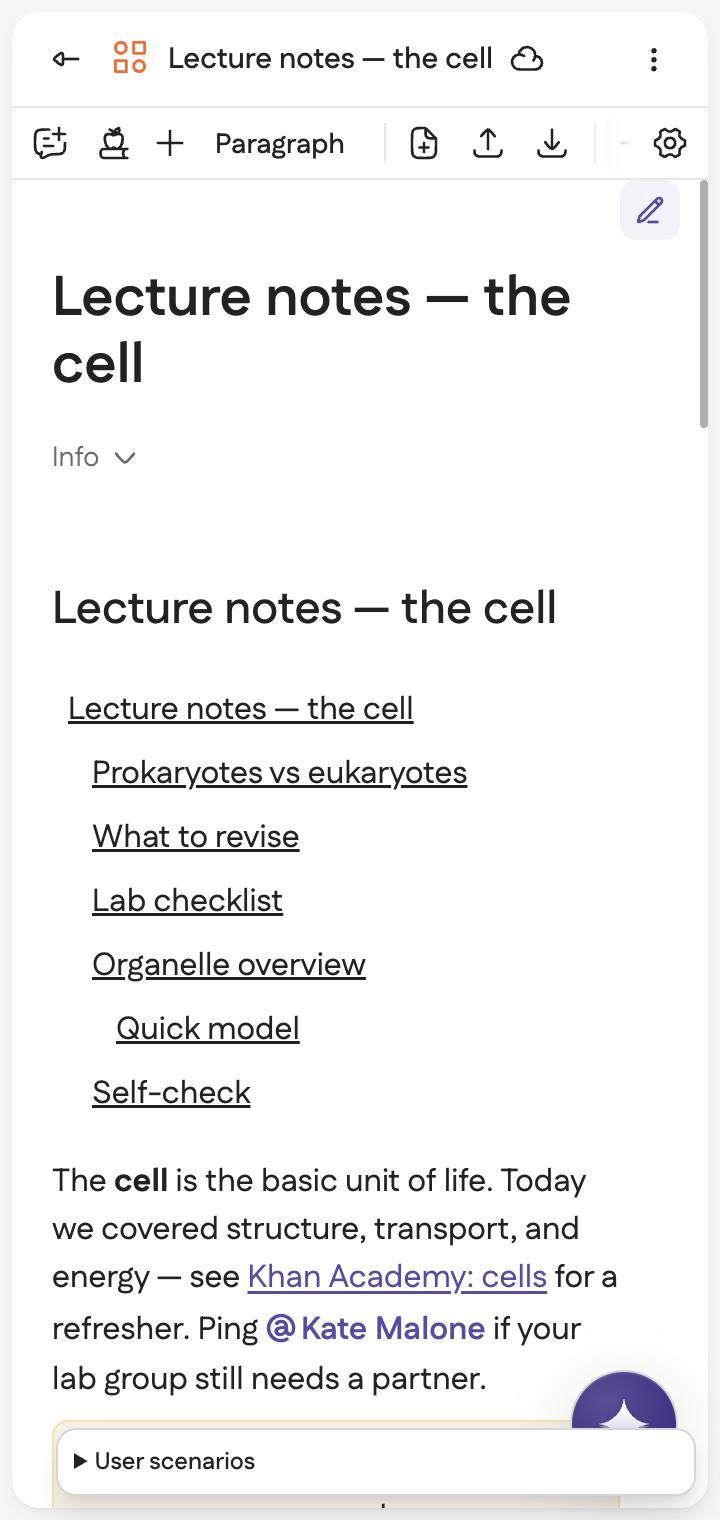 Lecture notes — the cell
Paragraph
Lecture notes — the
cell
Info
Lecture notes — the cell
Lecture notes — the cell
Prokaryotes vs eukaryotes
What to revise
Lab checklist
Organelle overview
Quick model
Self-check
The cell is the basic unit of life. Today
we covered structure, transport, and
energy — see Khan Academy: cells for a
refresher. Ping @ Kate Malone if your
lab group still needs a partner.
User scenarios